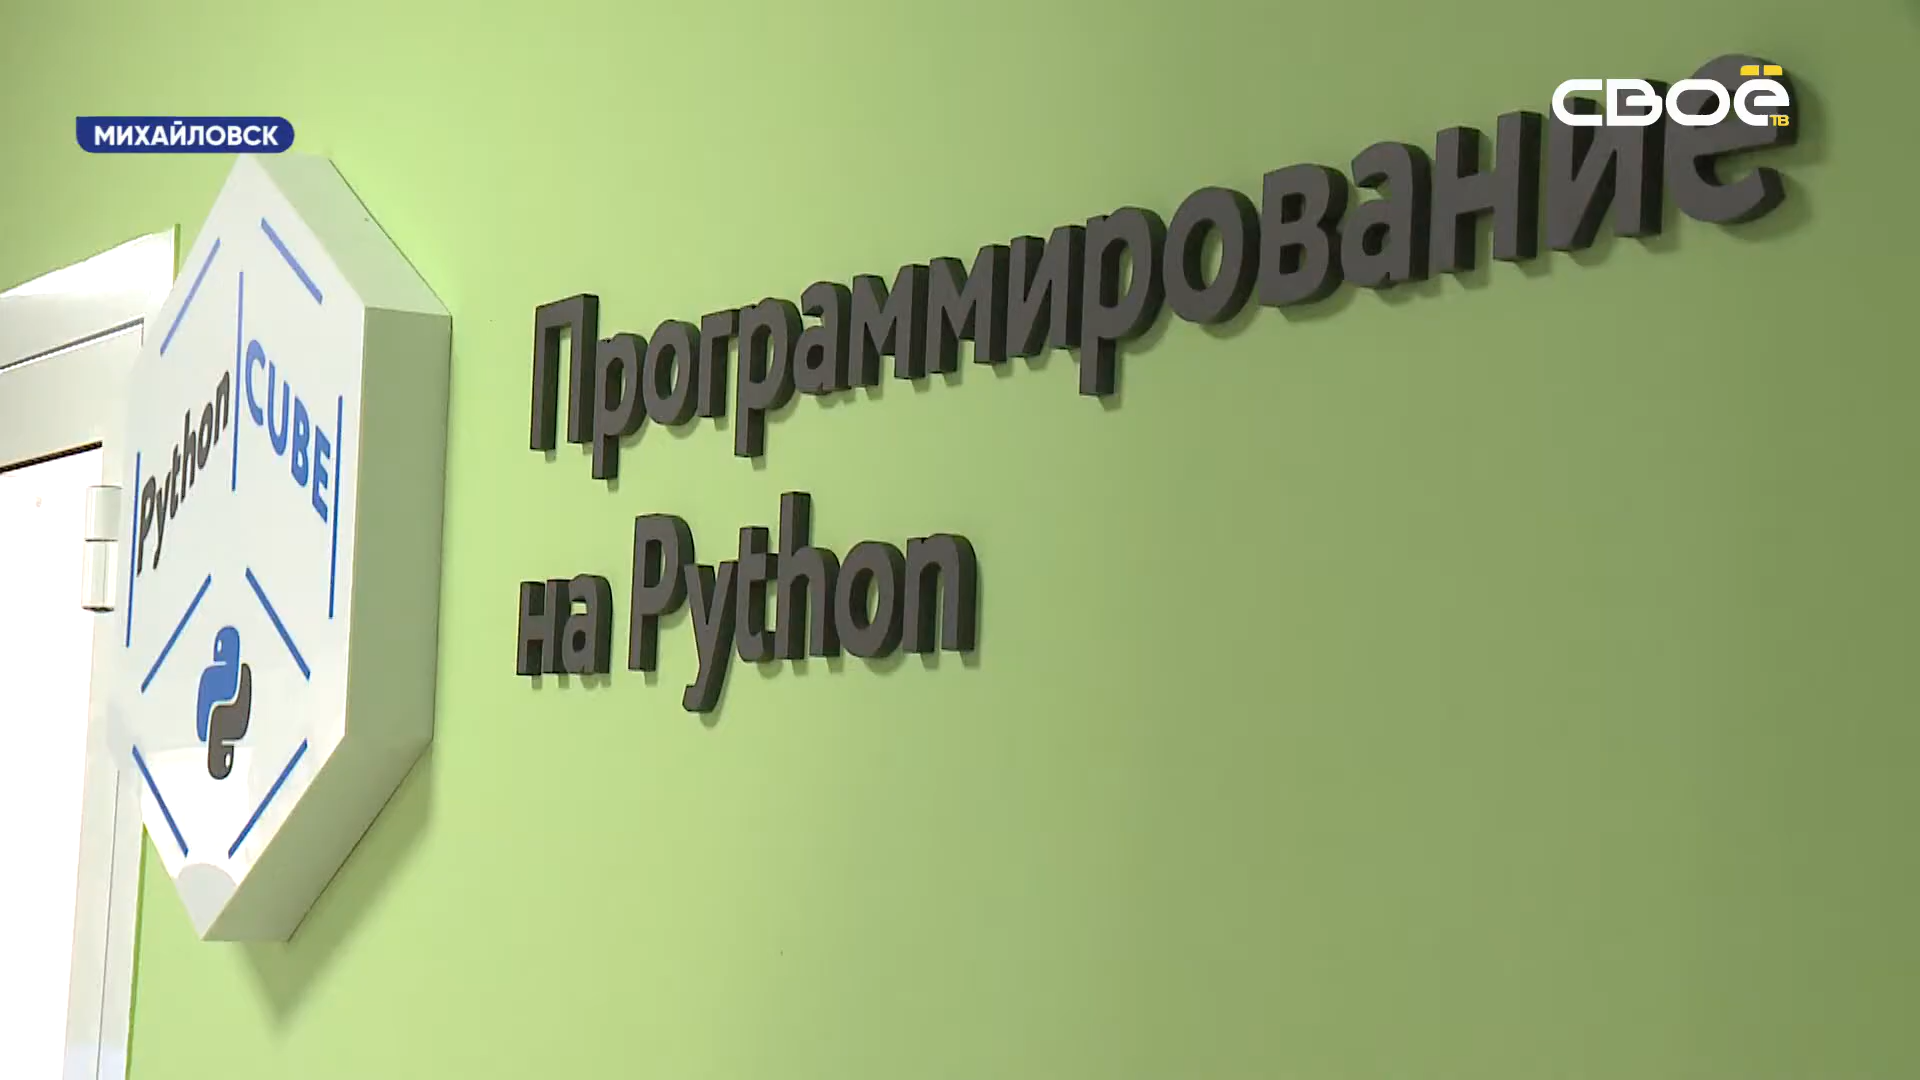 МИХАЙЛОВСК
СВОЁ
ТВ
Программирование
на Python
Python
CUBE